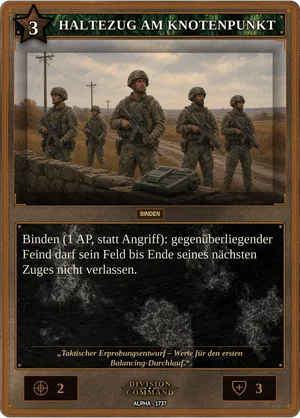 3
HALTEZUG AM KNOTENPUNKT
BINDEN
Binden (1 AP, statt Angriff): gegenüberliegender
Feind darf sein Feld bis Ende seines nächsten
Zuges nicht verlassen.
„Taktischer Erprobungsentwurf – Werte für den ersten
Balancing-Durchlauf.“
2
DIVISION
COMMAND
ALPHA - 1737
3